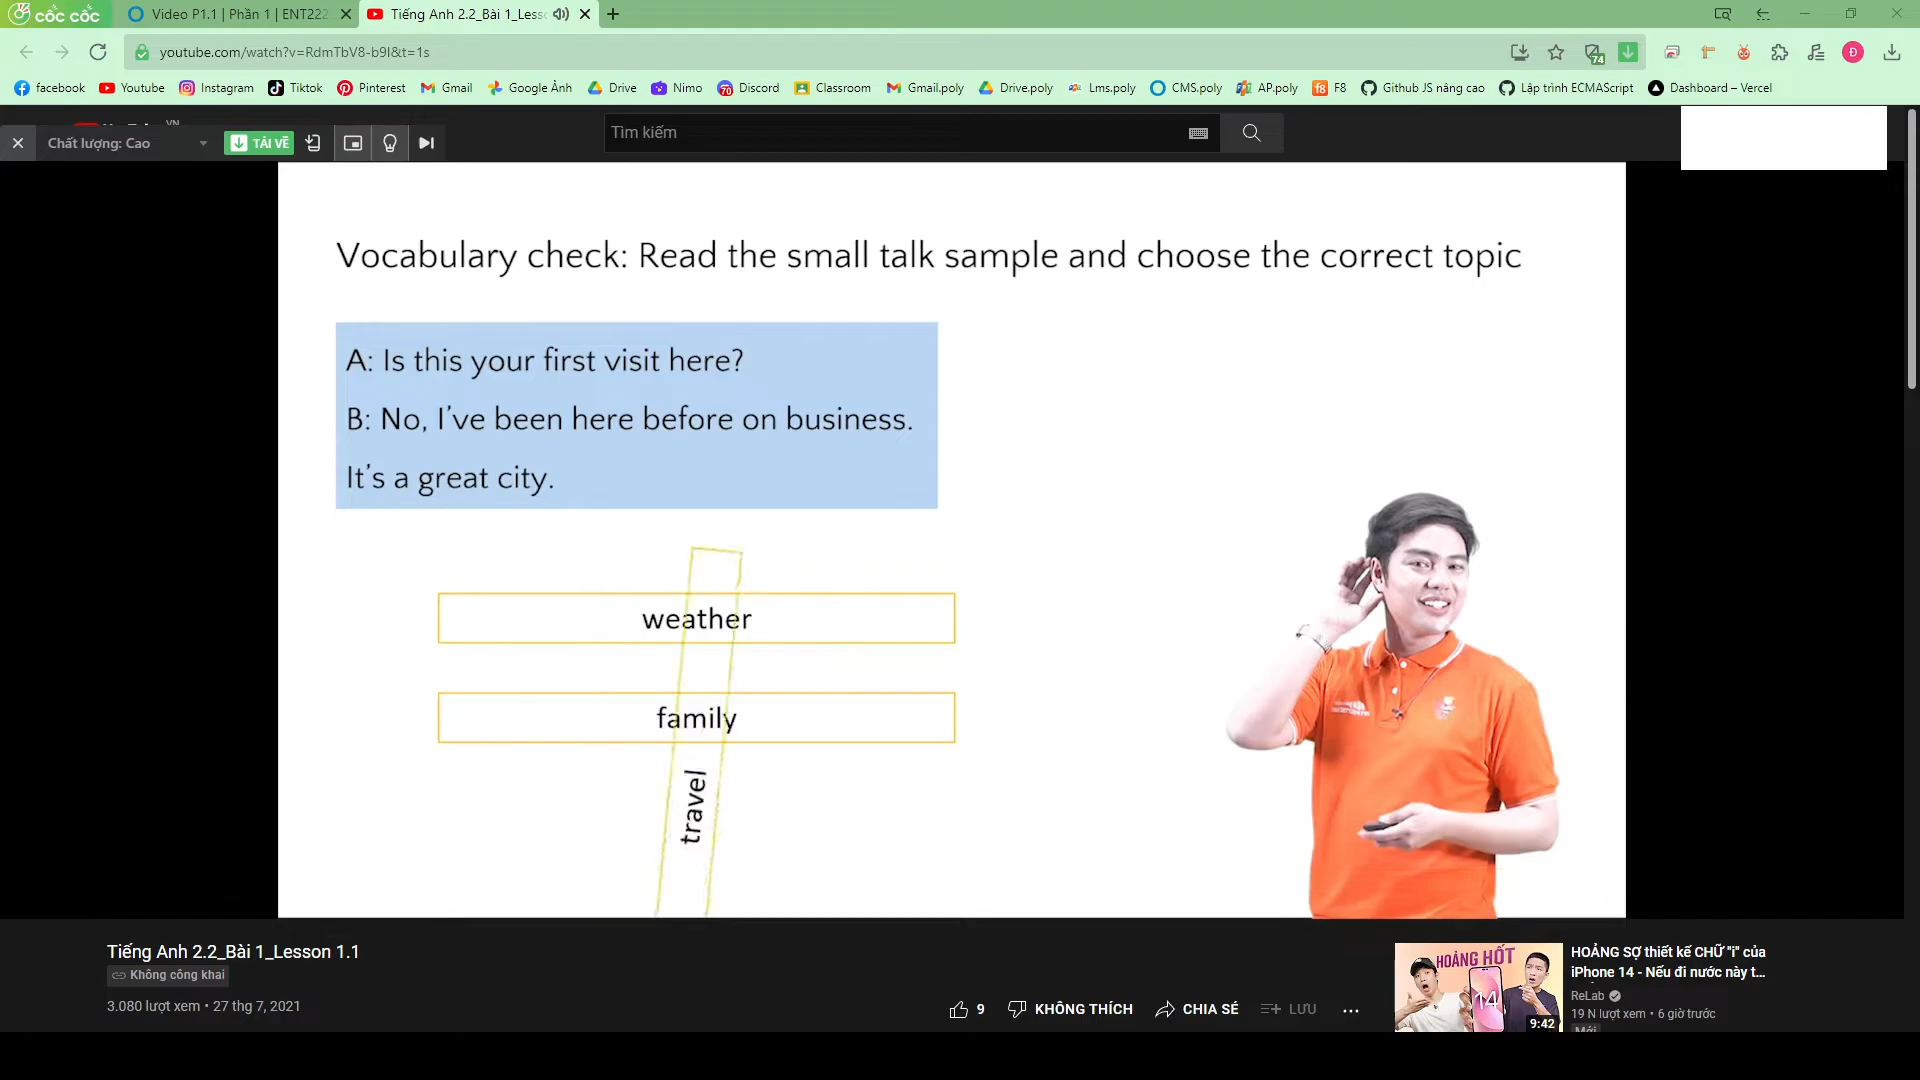 cốc cốc
Video P1.1 | Phần 1 | ENT222
Tiếng Anh 2.2_Bài 1_Less
youtube.com/watch?v=RdmTbV8-b9I&t=1s
74
Đ
facebook
Youtube
Instagram
Tiktok
Pinterest
Gmail
Google Ảnh
Drive
Nimo
70
Discord
Classroom
Gmail.poly
Drive.poly
Lms.poly
CMS.poly
AP.poly
f8
F8
Github JS nâng cao
Lập trình ECMAScript
Dashboard – Vercel
VN
Chất lượng: Cao
TẢI VỀ
Tìm kiếm
Vocabulary check: Read the small talk sample and choose the correct topic
A: Is this your first visit here?
B: No, I've been here before on business.
It's a great city.
weather
family
travel
Tiếng Anh 2.2_Bài 1_Lesson 1.1
Không công khai
3.080 lượt xem • 27 thg 7, 2021
9
KHÔNG THÍCH
CHIA SẺ
LƯU
HOẢNG HỐT
14
9:42
HOẢNG SỢ thiết kế CHỮ "i" của
iPhone 14 - Nếu đi nước này t...
ReLab
19 N lượt xem • 6 giờ trước
Mới